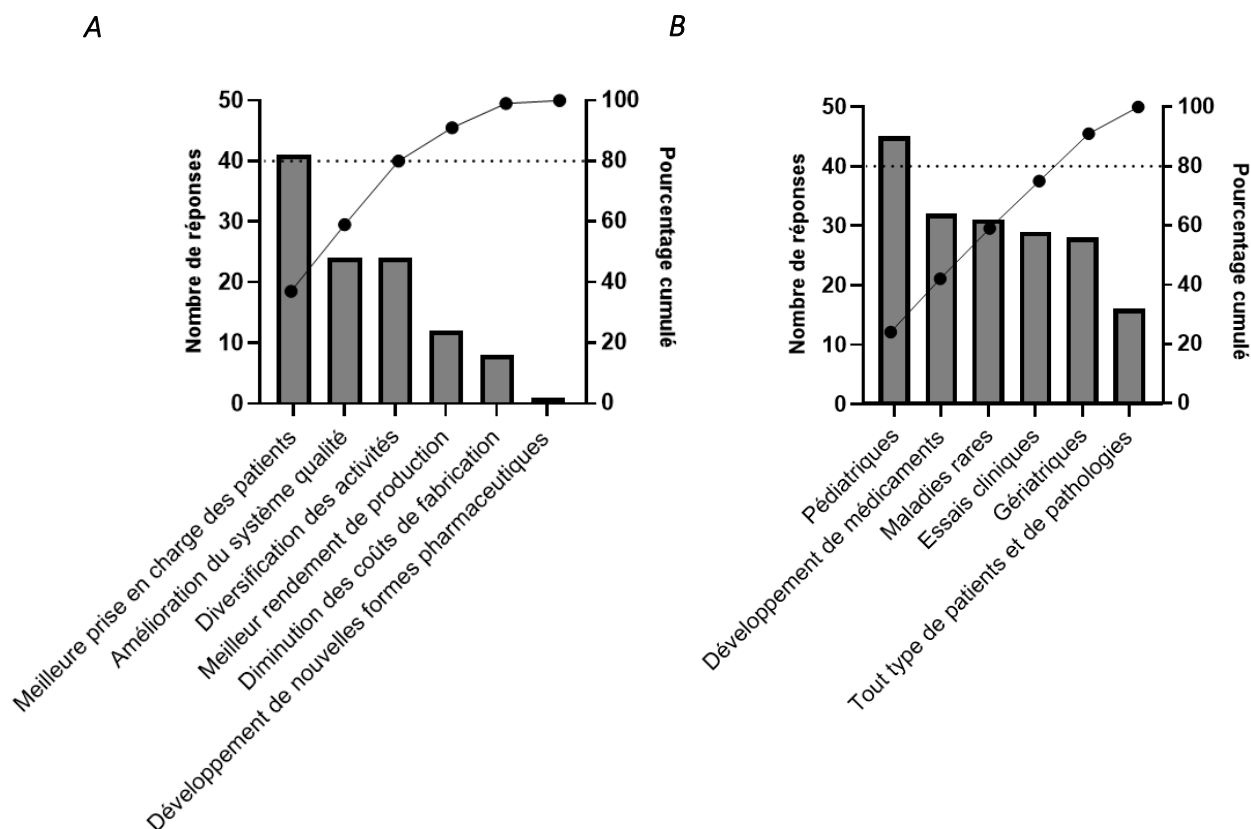 A
Nombre de réponses
50
40
30
20
10
0
100
80
60
40
20
0
Pourcentage cumulé
Meilleure prise en charge des patients
Amélioration du système qualité
Diversification des activités
Meilleur rendement de production
Diminution des coûts de fabrication
Développement de nouvelles formes pharmaceutiques
B
Nombre de réponses
50
40
30
20
10
0
100
80
60
40
20
0
Pourcentage cumulé
Pédiatriques
Développement de médicaments
Maladies rares
Essais cliniques
Gériatriques
Tout type de patients et de pathologies